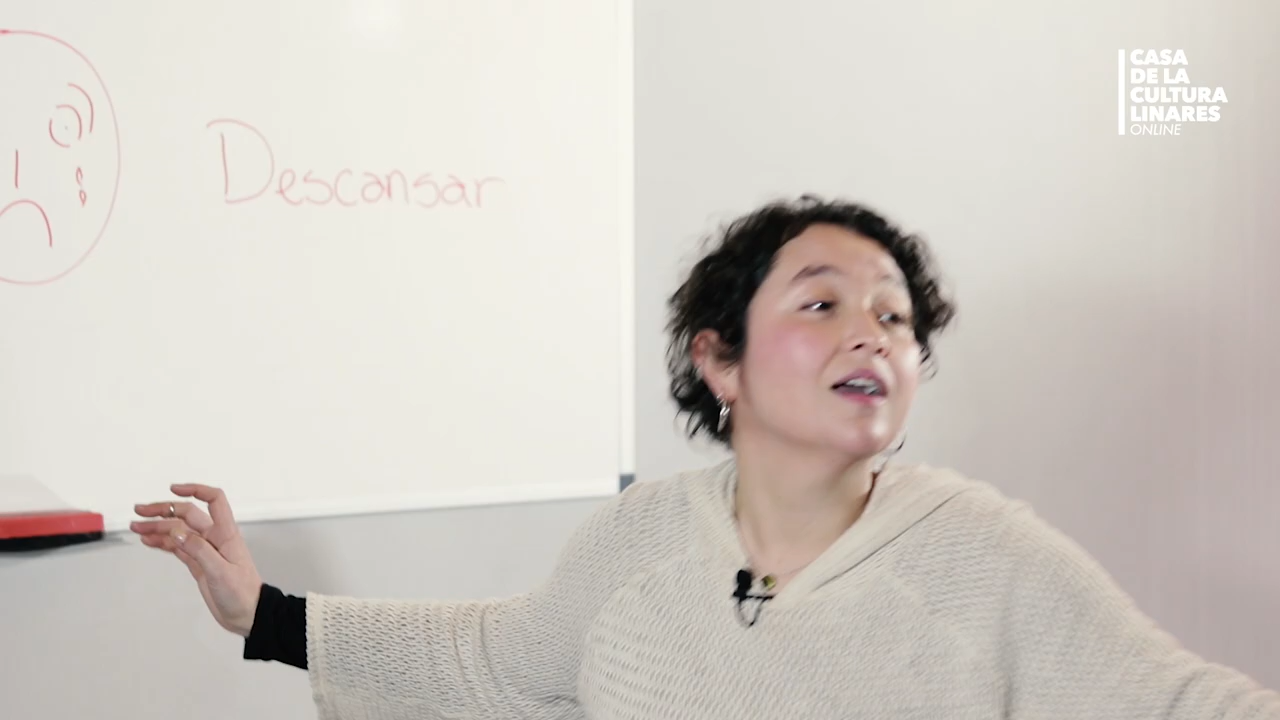 Descansar
CASA
DE LA
CULTURA
LINARES
ONLINE